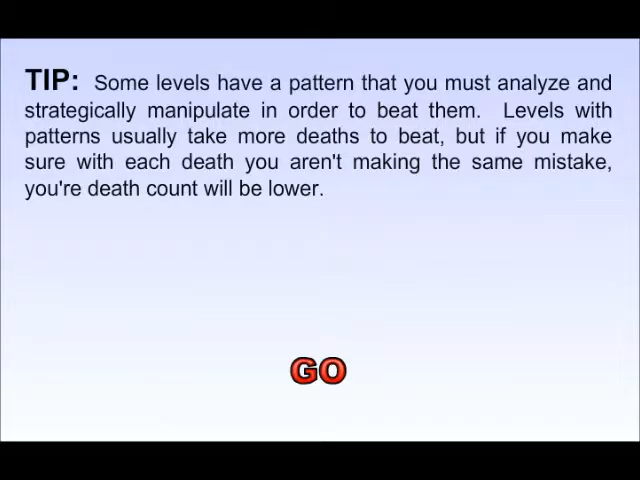 TIP: Some levels have a pattern that you must analyze and
strategically manipulate in order to beat them. Levels with
patterns usually take more deaths to beat, but if you make
sure with each death you aren't making the same mistake,
you're death count will be lower.
GO